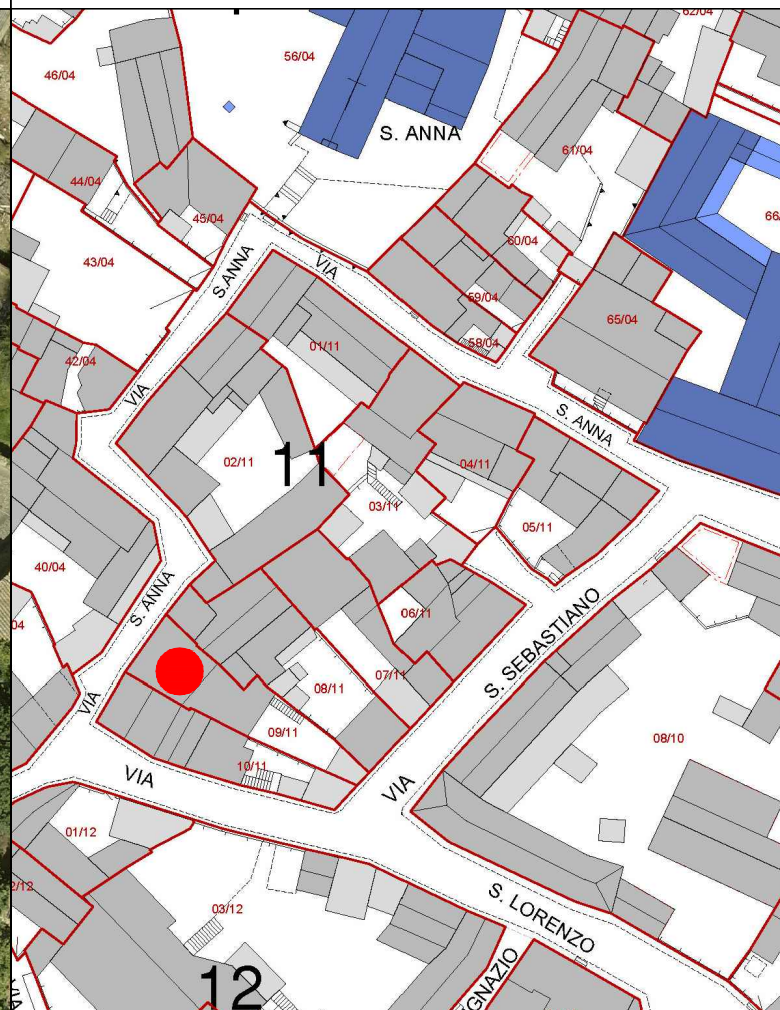 62/04
46/04
56/04
S. ANNA
61/04
44/04
45/04
66
60/04
43/04
S. ANNA
VIA
59/04
65/04
58/04
01/11
42/04
VIA
S. ANNA
02/11
11
04/11
03/11
05/11
40/04
S. ANNA
06/11
04
S. SEBASTIANO
07/11
08/11
VIA
09/11
08/10
10/11
VIA
VIA
01/12
2/12
03/12
S. LORENZO
12
GNAZIO
VIA